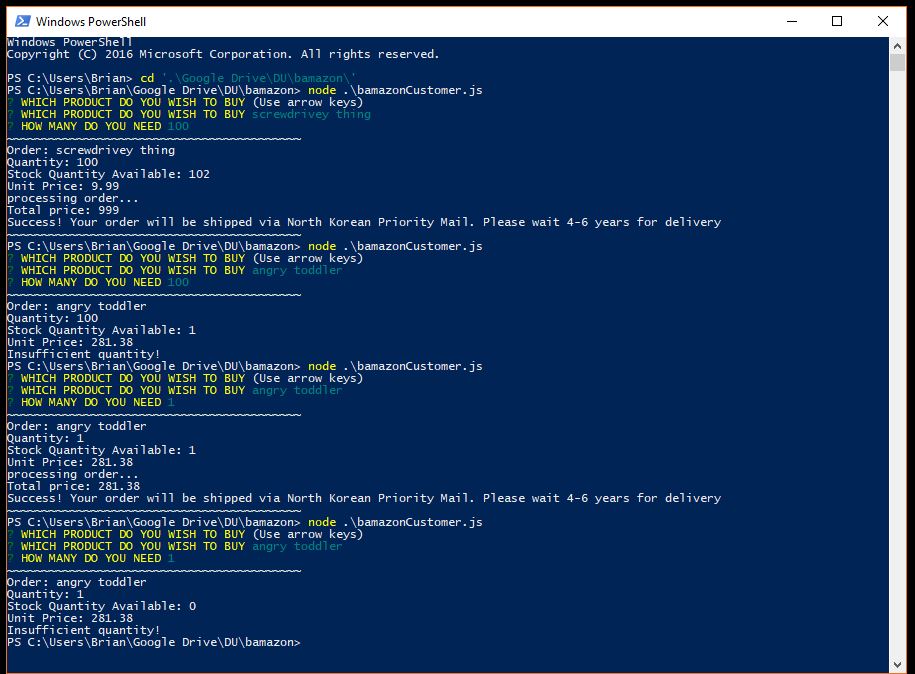 Windows PowerShell
Windows PowerShell
Copyright (C) 2016 Microsoft Corporation. All rights reserved.
PS C:\Users\Brian> cd '.\Google Drive\DU\bamazon\'
PS C:\Users\Brian\Google Drive\DU\bamazon> node .\bamazonCustomer.js
? WHICH PRODUCT DO YOU WISH TO BUY (Use arrow keys)
? WHICH PRODUCT DO YOU WISH TO BUY screwdrivey thing
? HOW MANY DO YOU NEED 100
~~~~~~~~~~~~~~~~~~~~~~~~~~~~~~~~~~~~~~~~~~
Order: screwdrivey thing
Quantity: 100
Stock Quantity Available: 102
Unit Price: 9.99
processing order...
Total price: 999
Success! Your order will be shipped via North Korean Priority Mail. Please wait 4-6 years for delivery
~~~~~~~~~~~~~~~~~~~~~~~~~~~~~~~~~~~~~~~~~~
PS C:\Users\Brian\Google Drive\DU\bamazon> node .\bamazonCustomer.js
? WHICH PRODUCT DO YOU WISH TO BUY (Use arrow keys)
? WHICH PRODUCT DO YOU WISH TO BUY angry toddler
? HOW MANY DO YOU NEED 100
~~~~~~~~~~~~~~~~~~~~~~~~~~~~~~~~~~~~~~~~~~
Order: angry toddler
Quantity: 100
Stock Quantity Available: 1
Unit Price: 281.38
Insufficient quantity!
PS C:\Users\Brian\Google Drive\DU\bamazon> node .\bamazonCustomer.js
? WHICH PRODUCT DO YOU WISH TO BUY (Use arrow keys)
? WHICH PRODUCT DO YOU WISH TO BUY angry toddler
? HOW MANY DO YOU NEED 1
~~~~~~~~~~~~~~~~~~~~~~~~~~~~~~~~~~~~~~~~~~
Order: angry toddler
Quantity: 1
Stock Quantity Available: 1
Unit Price: 281.38
processing order...
Total price: 281.38
Success! Your order will be shipped via North Korean Priority Mail. Please wait 4-6 years for delivery
~~~~~~~~~~~~~~~~~~~~~~~~~~~~~~~~~~~~~~~~~~
PS C:\Users\Brian\Google Drive\DU\bamazon> node .\bamazonCustomer.js
? WHICH PRODUCT DO YOU WISH TO BUY (Use arrow keys)
? WHICH PRODUCT DO YOU WISH TO BUY angry toddler
? HOW MANY DO YOU NEED 1
~~~~~~~~~~~~~~~~~~~~~~~~~~~~~~~~~~~~~~~~~~
Order: angry toddler
Quantity: 1
Stock Quantity Available: 0
Unit Price: 281.38
Insufficient quantity!
PS C:\Users\Brian\Google Drive\DU\bamazon>